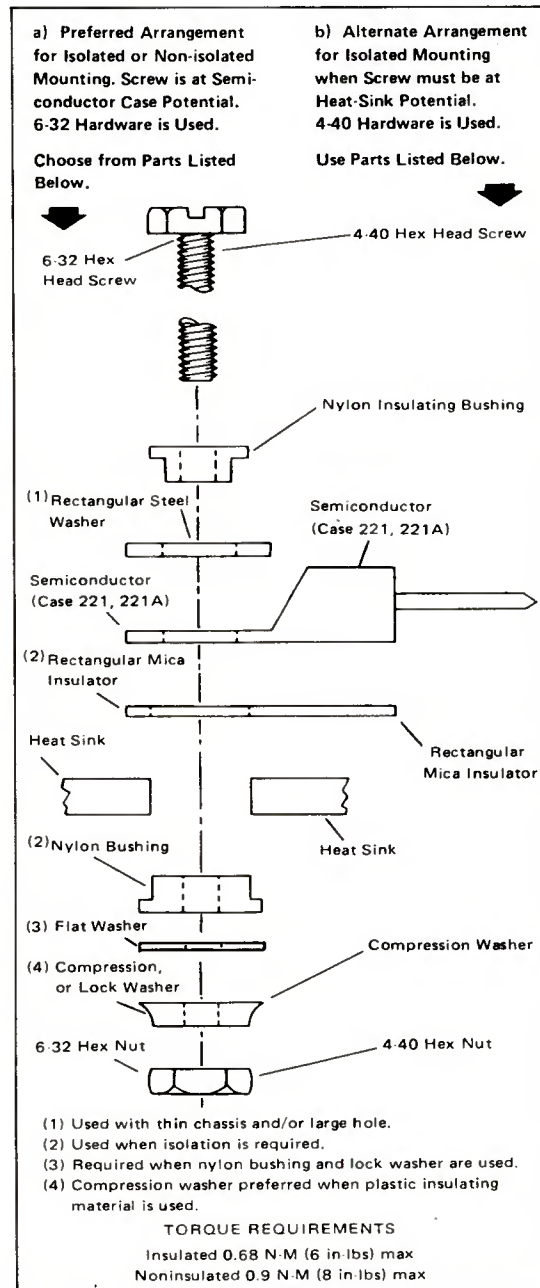 a) Preferred Arrangement
for Isolated or Non-isolated
Mounting. Screw is at Semi-
conductor Case Potential.
6-32 Hardware is Used.
Choose from Parts Listed
Below.
b) Alternate Arrangement
for Isolated Mounting
when Screw must be at
Heat-Sink Potential.
4-40 Hardware is Used.
Use Parts Listed Below.
6-32 Hex
Head Screw
4-40 Hex Head Screw
Nylon Insulating Bushing
(1) Rectangular Steel
Washer
Semiconductor
(Case 221, 221A)
Semiconductor
(Case 221, 221A)
(2) Rectangular Mica
Insulator
Rectangular
Mica Insulator
Heat Sink
Heat Sink
(2) Nylon Bushing
(3) Flat Washer
(4) Compression,
or Lock Washer
Compression Washer
6-32 Hex Nut
4-40 Hex Nut
(1) Used with thin chassis and/or large hole.
(2) Used when isolation is required.
(3) Required when nylon bushing and lock washer are used.
(4) Compression washer preferred when plastic insulating
material is used.
TORQUE REQUIREMENTS
Insulated 0.68 N-M (6 in-lbs) max
Noninsulated 0.9 N-M (8 in-lbs) max